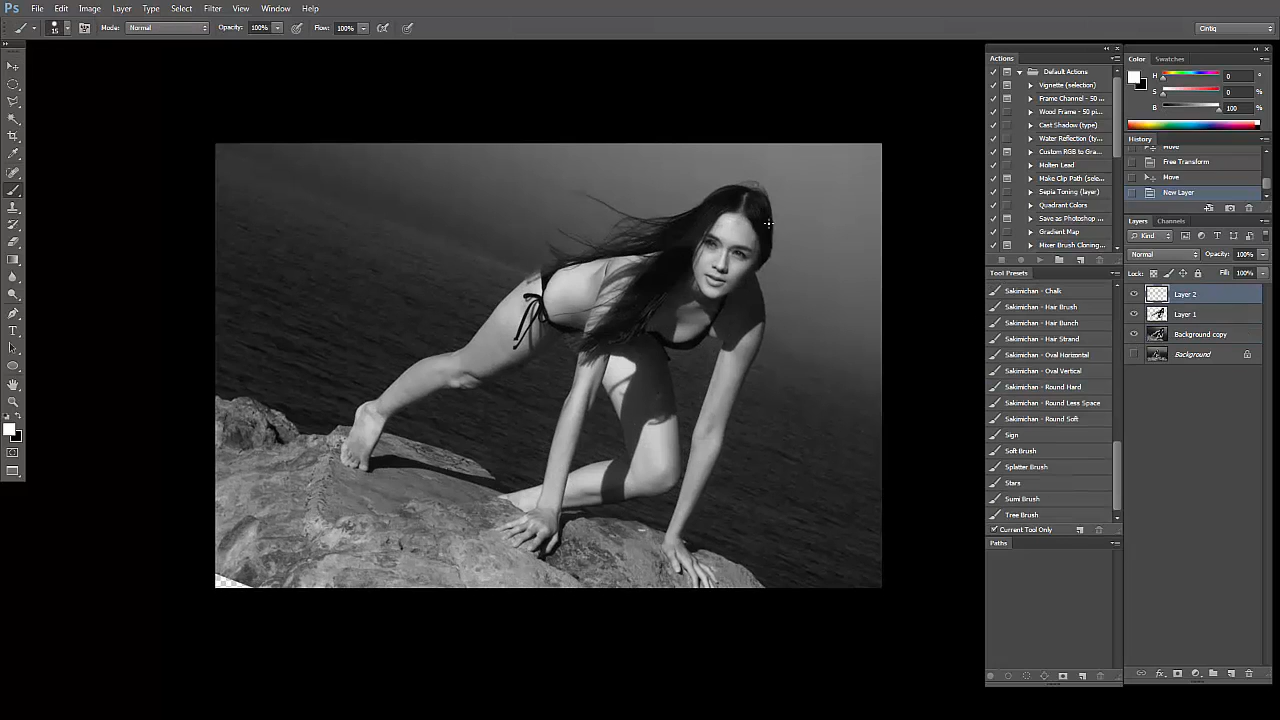 Ps File Edit Image Layer Type Select Filter View Window Help
15 Mode: Normal Opacity: 100% Flow: 100% Cintiq
Actions
Default Actions
Vignette (selection)
Frame Channel - 50 ...
Wood Frame - 50 pi...
Cast Shadow (type)
Water Reflection (ty...
Custom RGB to Gra...
Molten Lead
Make Clip Path (sele...
Sepia Toning (layer)
Quadrant Colors
Save as Photoshop ...
Gradient Map
Mixer Brush Cloning...
Tool Presets
Sakimichan - Chalk
Sakimichan - Hair Brush
Sakimichan - Hair Bunch
Sakimichan - Hair Strand
Sakimichan - Oval Horizontal
Sakimichan - Oval Vertical
Sakimichan - Round Hard
Sakimichan - Round Less Space
Sakimichan - Round Soft
Sign
Soft Brush
Splatter Brush
Stars
Sumi Brush
Tree Brush
Current Tool Only
Paths
Color Swatches
H 0 °
S 0 %
B 100 %
History
Move
Free Transform
Move
New Layer
Layers Channels
Kind
Normal Opacity: 100%
Lock: Fill: 100%
Layer 2
Layer 1
Background copy
Background